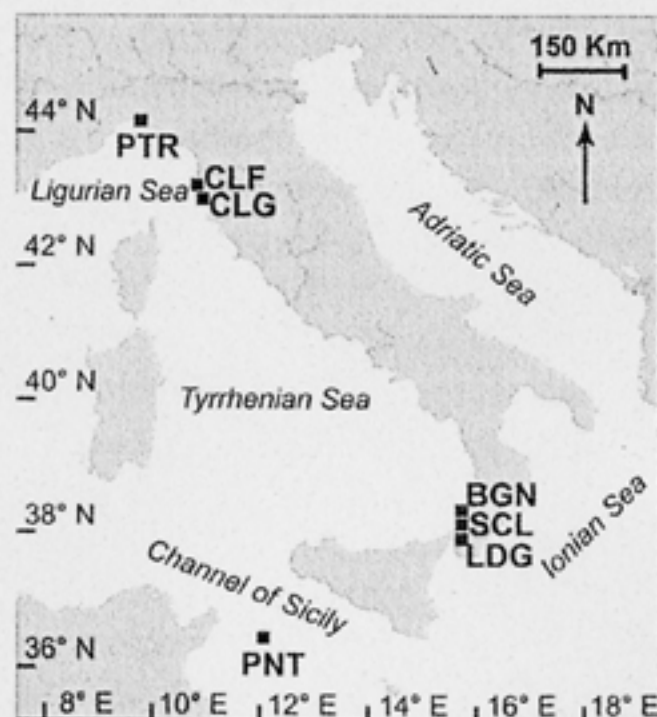 150 Km
N
44° N
PTR
CLF
Ligurian Sea
CLG
Adriatic Sea
42° N
40° N
Tyrrhenian Sea
BGN
38° N
SCL
LDG
Ionian Sea
Channel of Sicily
36° N
PNT
8° E 10° E 12° E 14° E 16° E 18° E